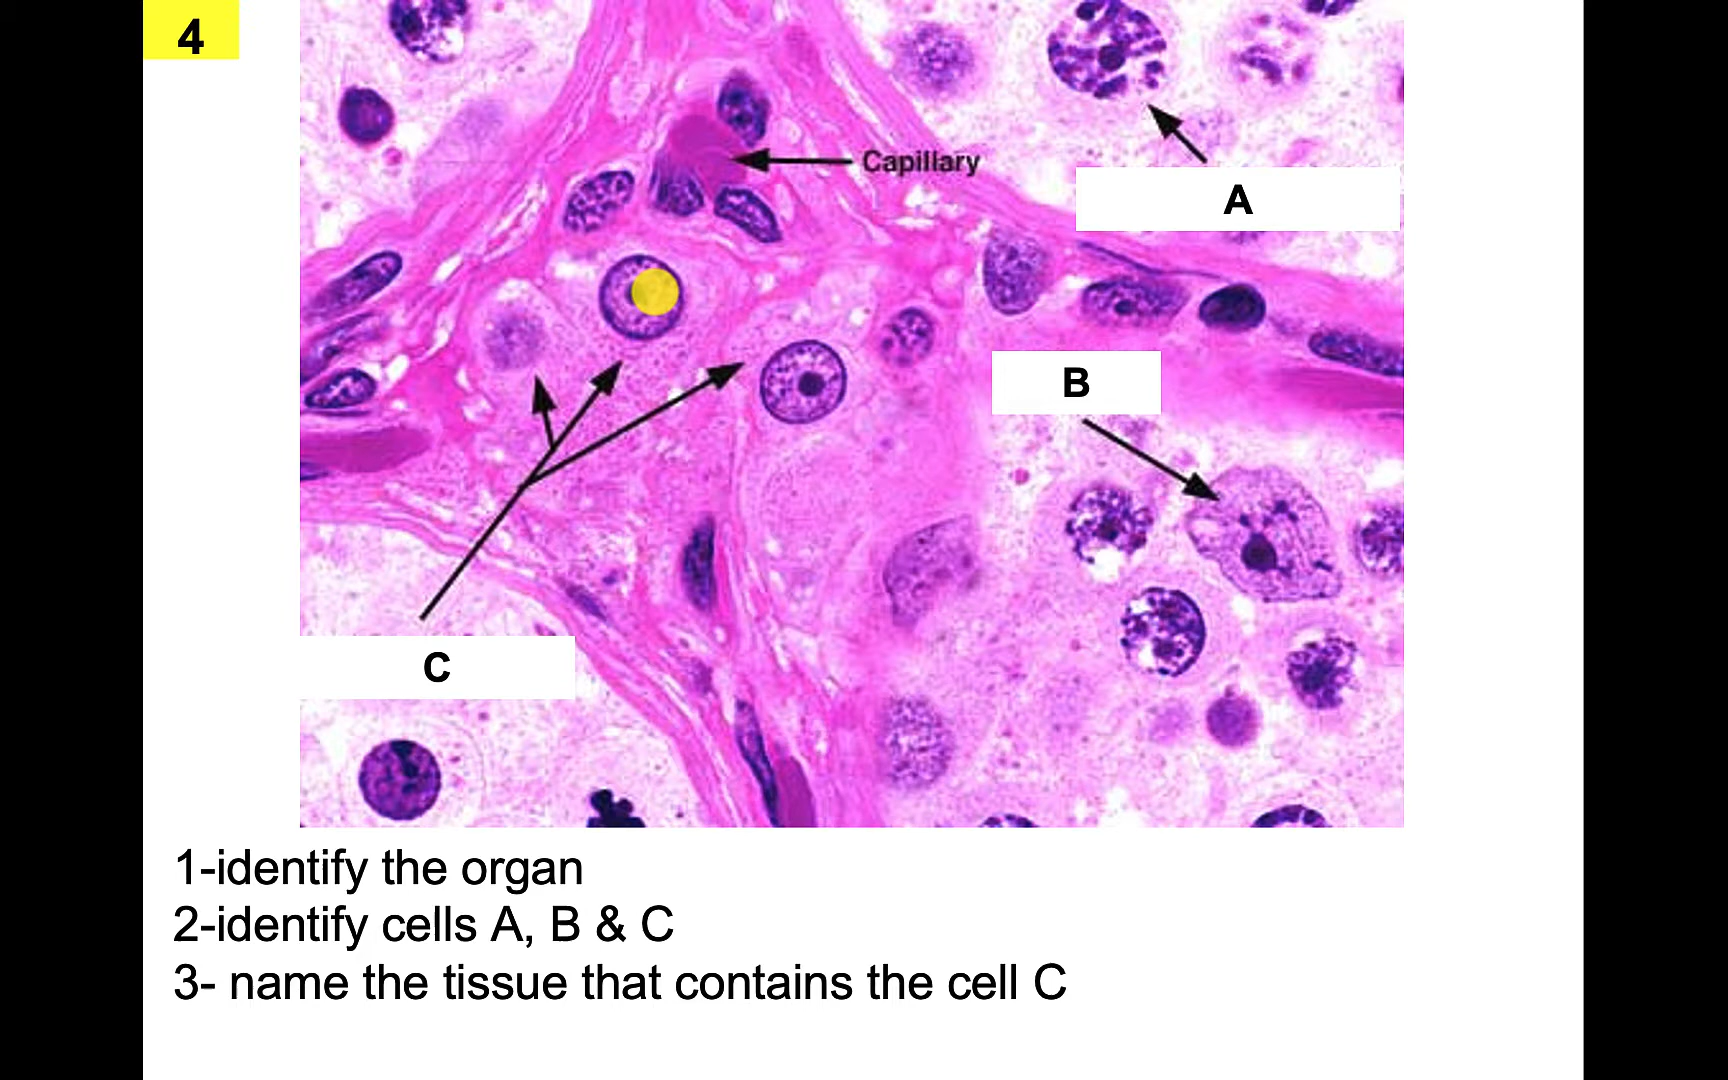 4
Capillary
A
B
C
1-identify the organ
2-identify cells A, B & C
3- name the tissue that contains the cell C